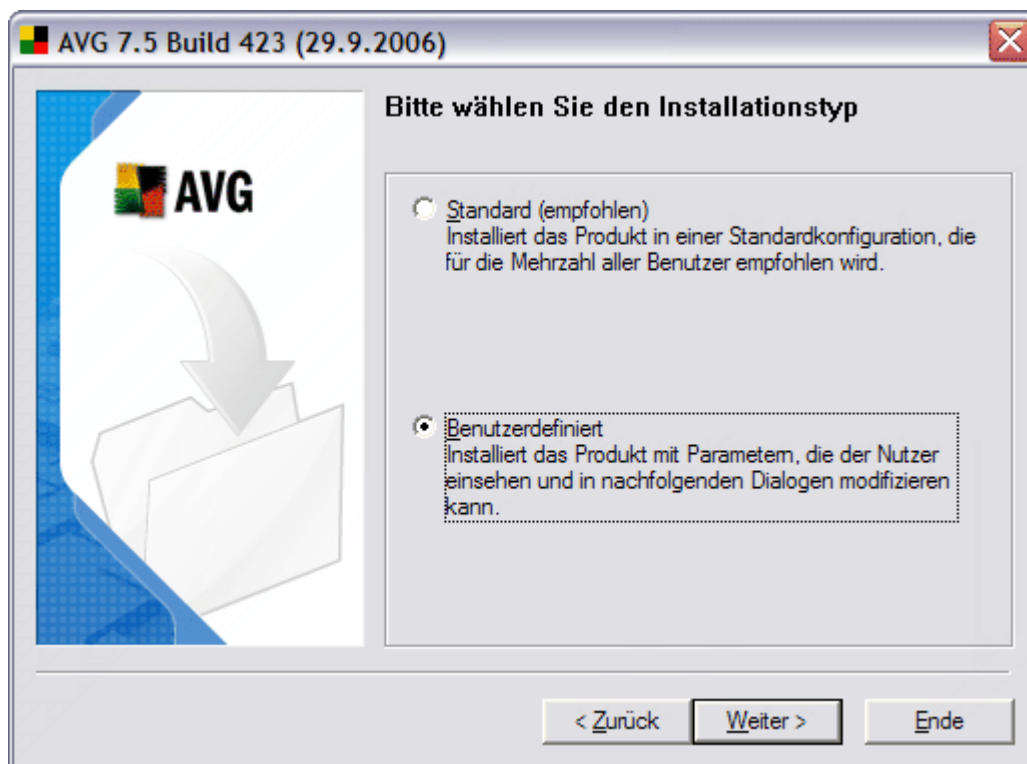 AVG 7.5 Build 423 (29.9.2006)
Bitte wählen Sie den Installationstyp
AVG
Standard (empfohlen)
Installiert das Produkt in einer Standardkonfiguration, die
für die Mehrzahl aller Benutzer empfohlen wird.
Benutzerdefiniert
Installiert das Produkt mit Parametern, die der Nutzer
einsehen und in nachfolgenden Dialogen modifizieren
kann.
< Zurück
Weiter >
Ende